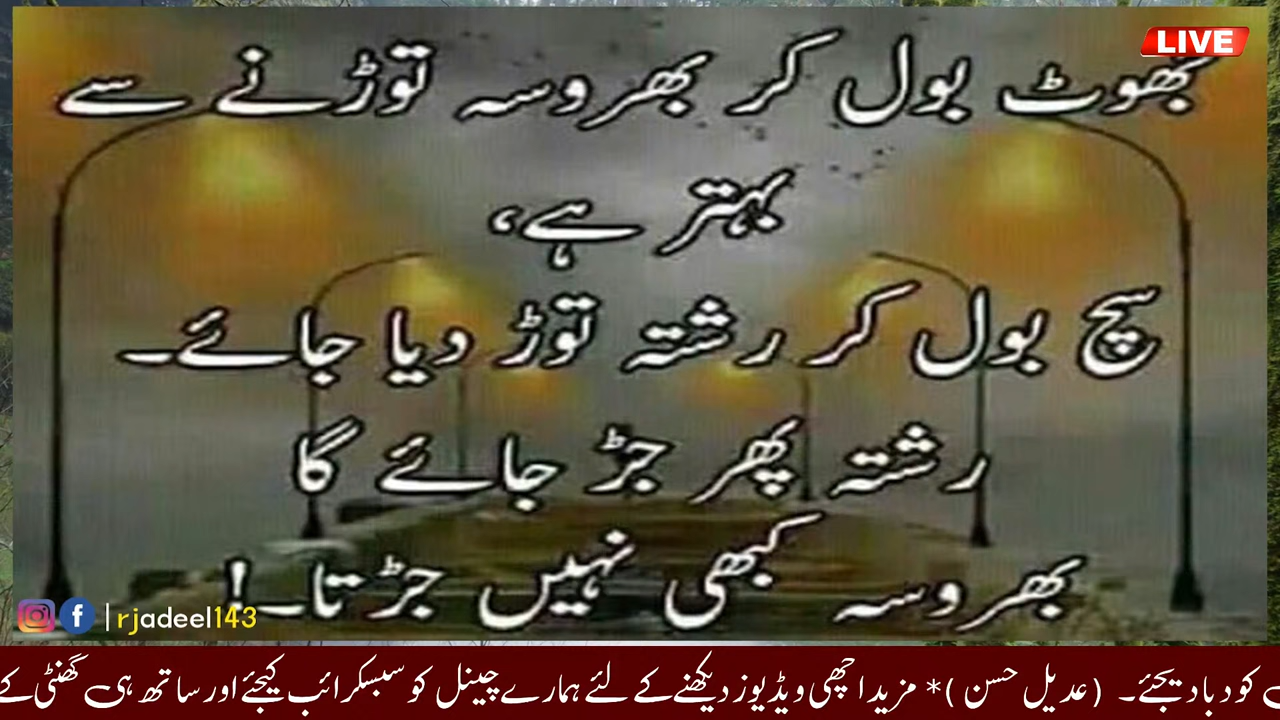 LIVE
جھوٹ بول کر بھروسہ توڑنے سے
بہتر ہے،
سچ بول کر رشتہ توڑ دیا جائے۔
رشتہ پھر جڑ جائے گا
بھروسہ کبھی نہیں جڑتا۔!
rjadeel143
کو دبا دیجئے۔ (عدیل حسن )* مزید اچھی ویڈیوز دیکھنے کے لئے ہمارے چینل کو سبسکرائب کیجئے اور ساتھ ہی گھنٹی کے